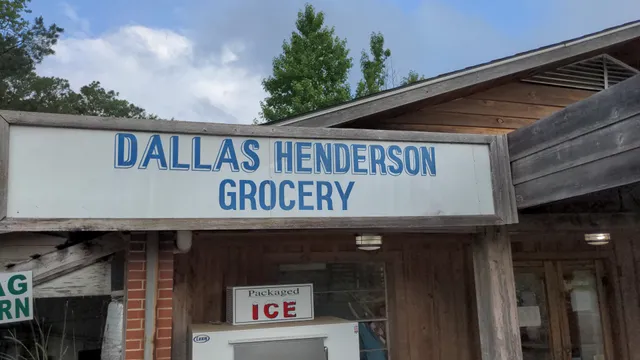 DALLAS HENDERSON
GROCERY
Packaged
ICE
AG
RN